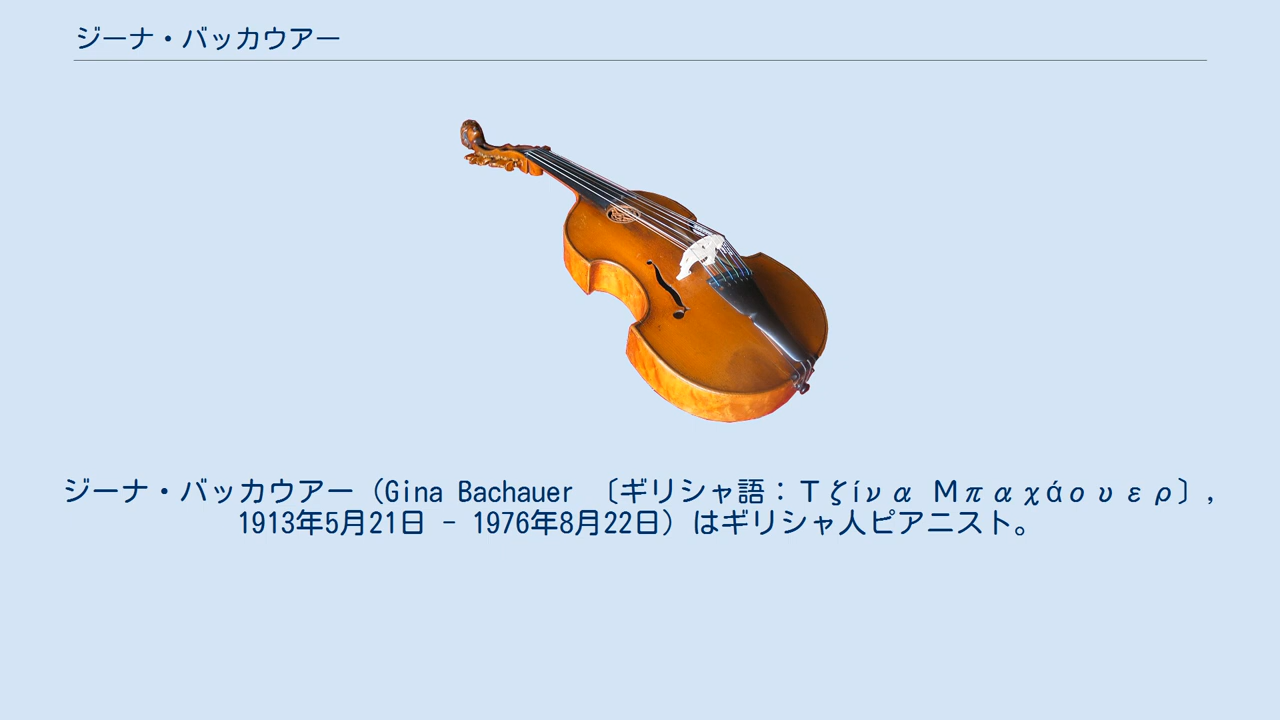 ジーナ・バッカウアー
ジーナ・バッカウアー（Gina Bachauer 〔ギリシャ語：Τζίνα Μπαχάουερ〕,
1913年5月21日 - 1976年8月22日）はギリシャ人ピアニスト。